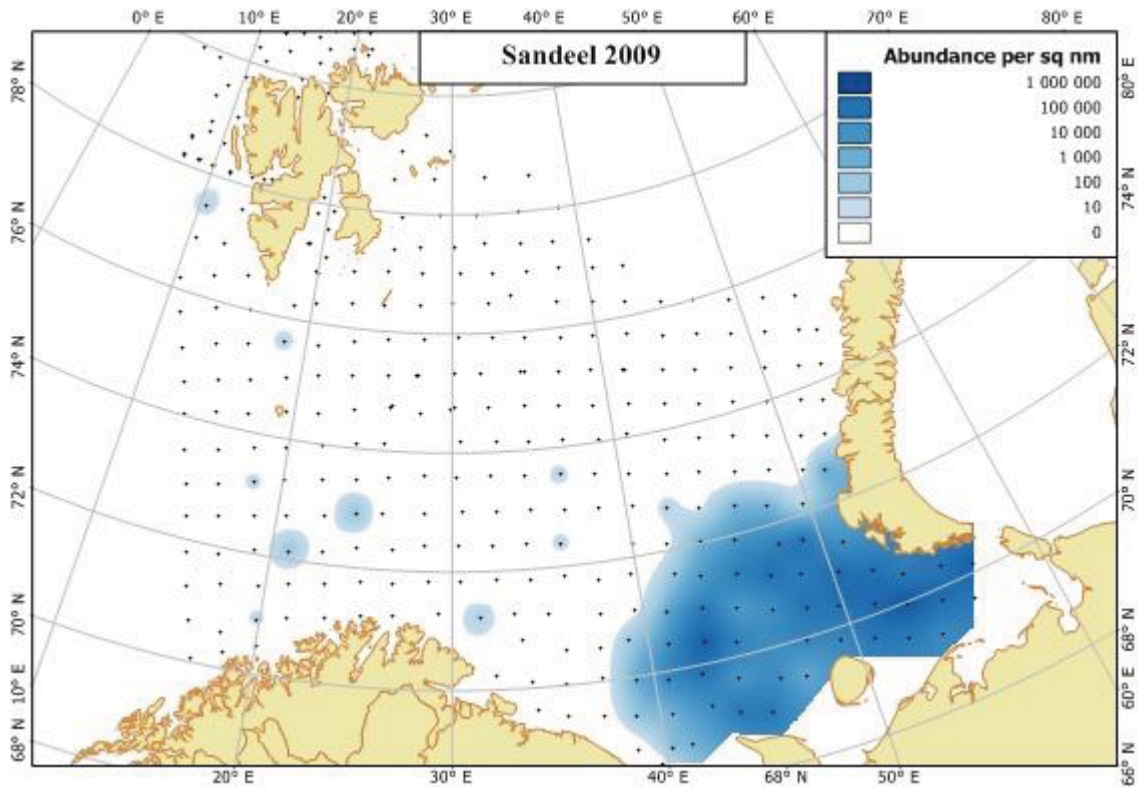 0° E 10° E 20° E 30° E 40° E 50° E 60° E 70° E 80° E
Sandeel 2009
Abundance per sq nm
1 000 000
100 000
10 000
1 000
100
10
0
78° N
76° N
74° N
72° N
70° N
10° E
68° N
80° E
74° N
72° N
70° N
68° N
60° E
66° N
20° E 30° E 40° E 68° N 50° E